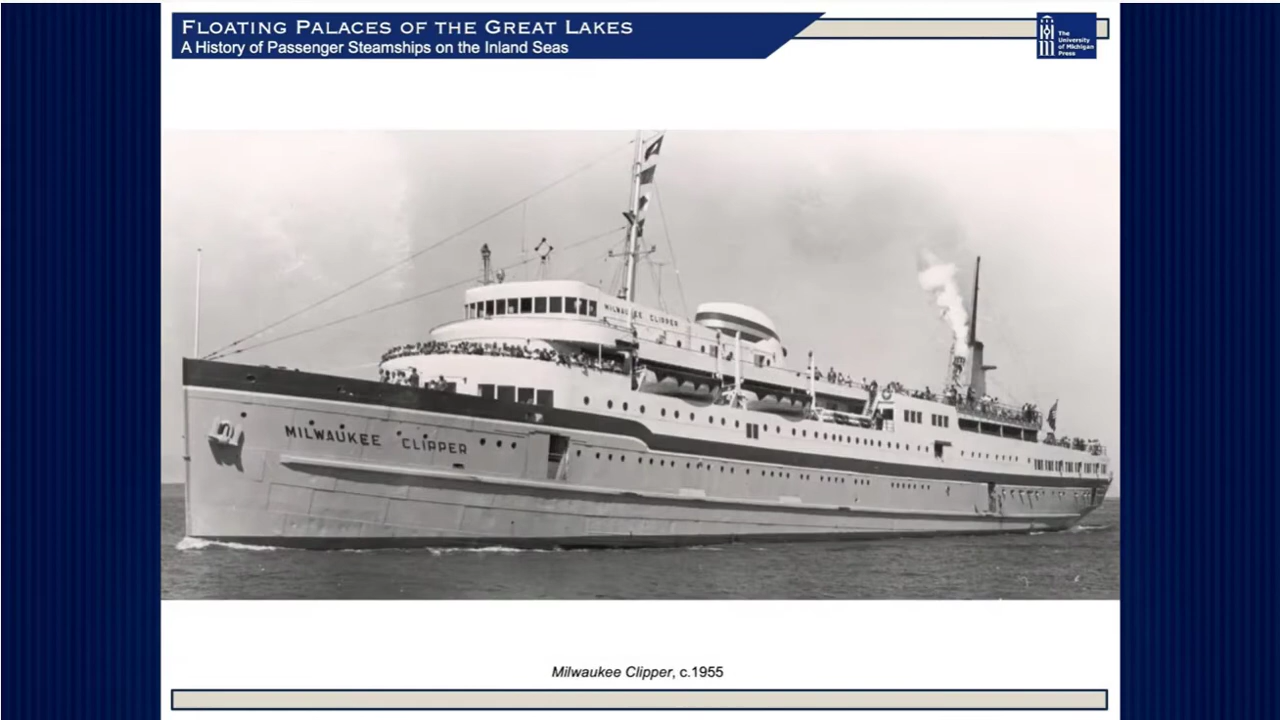 FLOATING PALACES OF THE GREAT LAKES
A History of Passenger Steamships on the Inland Seas
The
University
of Michigan
Press
MILWAUKEE CLIPPER
MILWAUKEE CLIPPER
Milwaukee Clipper, c.1955